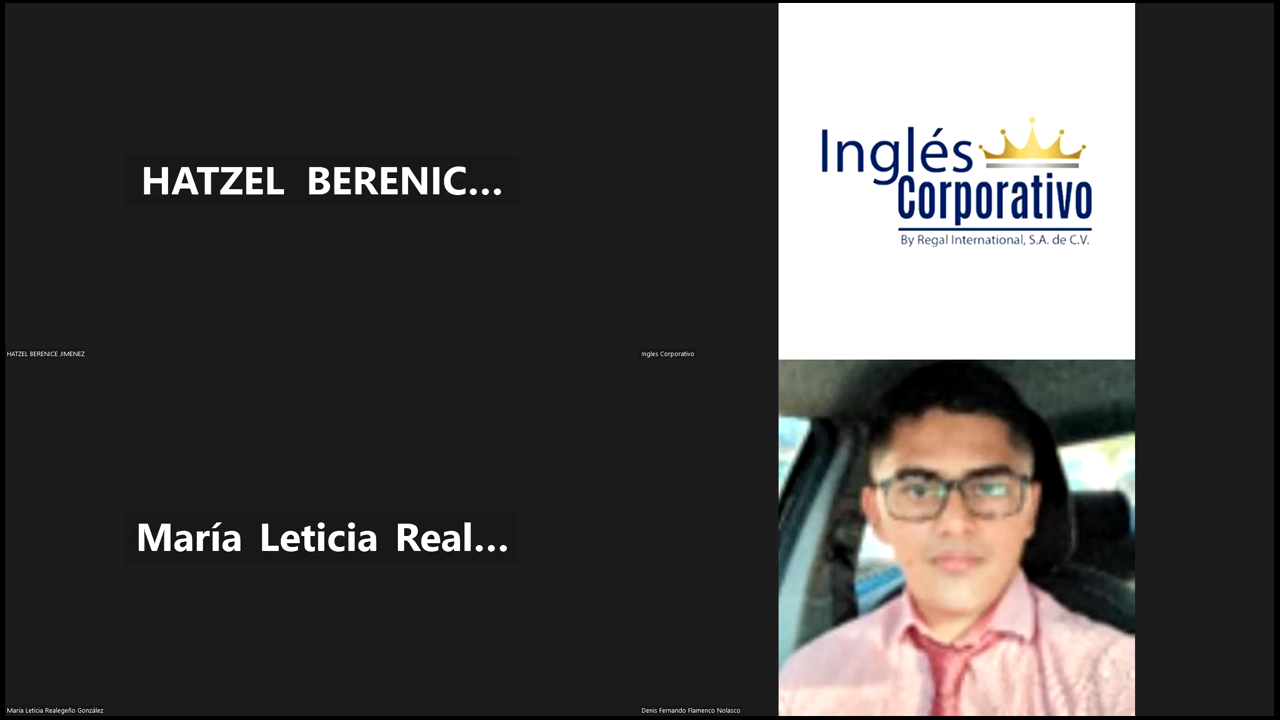 HATZEL BERENIC...
HATZEL BERENICE JIMENEZ
Inglés
Corporativo
By Regal International, S.A. de C.V.
Ingles Corporativo
María Leticia Real...
María Leticia Realegeño González
Denis Fernando Flamenco Nolasco